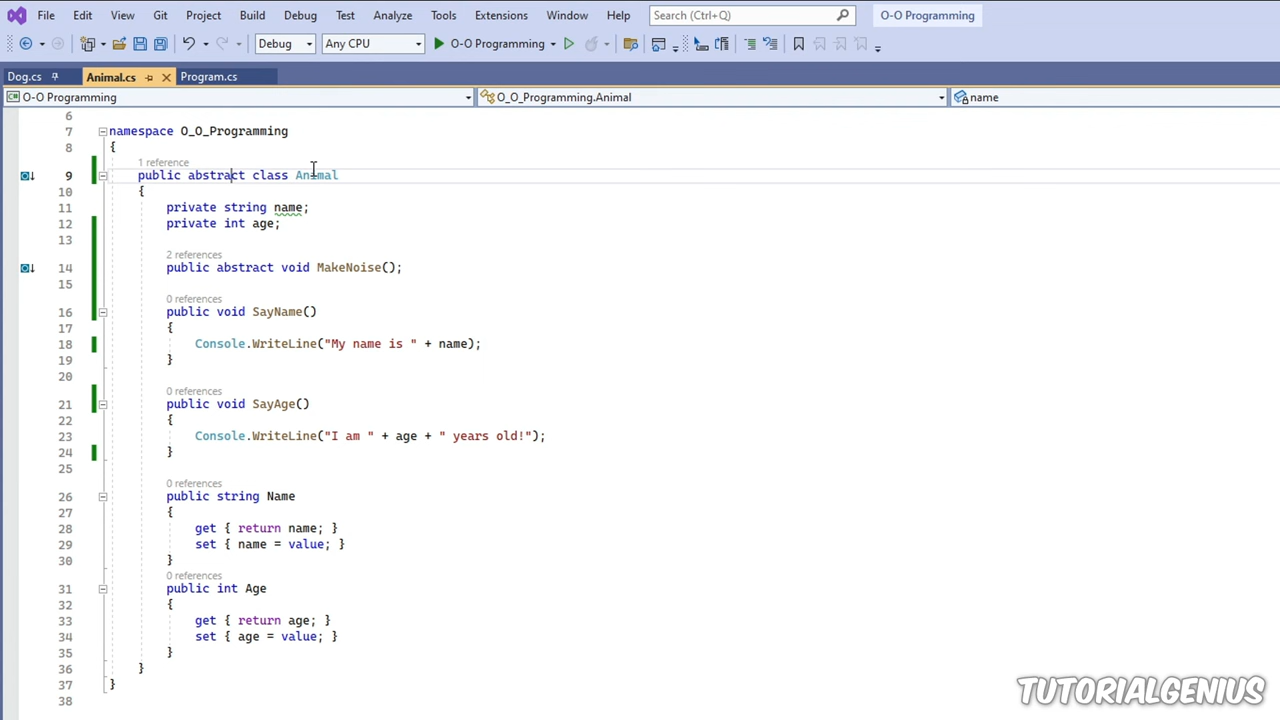 File Edit View Git Project Build Debug Test Analyze Tools Extensions Window Help Search (Ctrl+Q) O-O Programming
Debug Any CPU O-O Programming
Dog.cs Animal.cs Program.cs
O-O Programming O_O_Programming.Animal name
6
7 namespace O_O_Programming
8 {
1 reference
9 public abstract class Animal
10 {
11 private string name;
12 private int age;
13
2 references
14 public abstract void MakeNoise();
15
0 references
16 public void SayName()
17 {
18 Console.WriteLine("My name is " + name);
19 }
20
0 references
21 public void SayAge()
22 {
23 Console.WriteLine("I am " + age + " years old!");
24 }
25
0 references
26 public string Name
27 {
28 get { return name; }
29 set { name = value; }
30 }
0 references
31 public int Age
32 {
33 get { return age; }
34 set { age = value; }
35 }
36 }
37 }
38
TUTORIALGENIUS